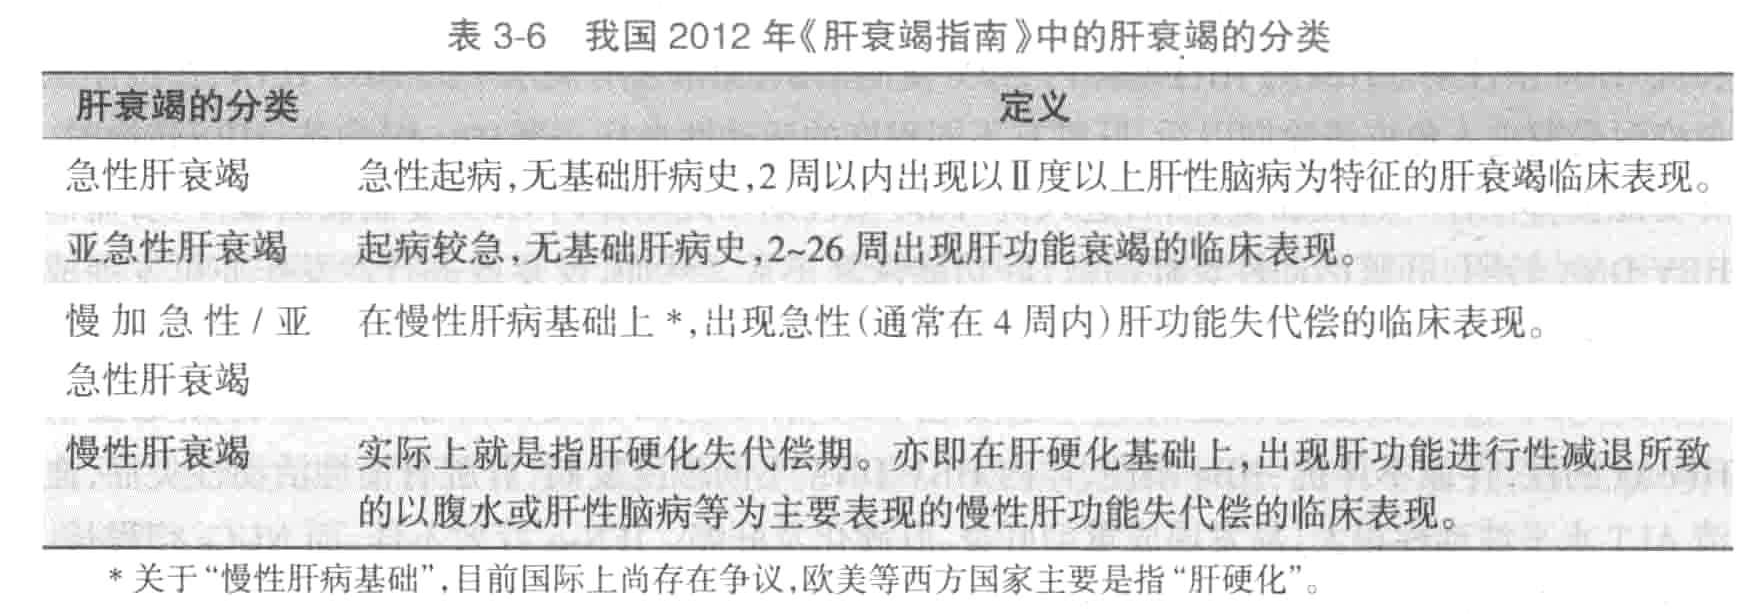 表 3-6 我国 2012 年《肝衰竭指南》中的肝衰竭的分类
肝衰竭的分类 定义
急性肝衰竭 急性起病,无基础肝病史,2 周以内出现以Ⅱ度以上肝性脑病为特征的肝衰竭临床表现。
亚急性肝衰竭 起病较急,无基础肝病史,2~26 周出现肝功能衰竭的临床表现。
慢加急性/亚 在慢性肝病基础上 *,出现急性(通常在 4 周内)肝功能失代偿的临床表现。
急性肝衰竭
慢性肝衰竭 实际上就是指肝硬化失代偿期。亦即在肝硬化基础上,出现肝功能进行性减退所致
的以腹水或肝性脑病等为主要表现的慢性肝功能失代偿的临床表现。
* 关于“慢性肝病基础”,目前国际上尚存在争议,欧美等西方国家主要是指“肝硬化”。